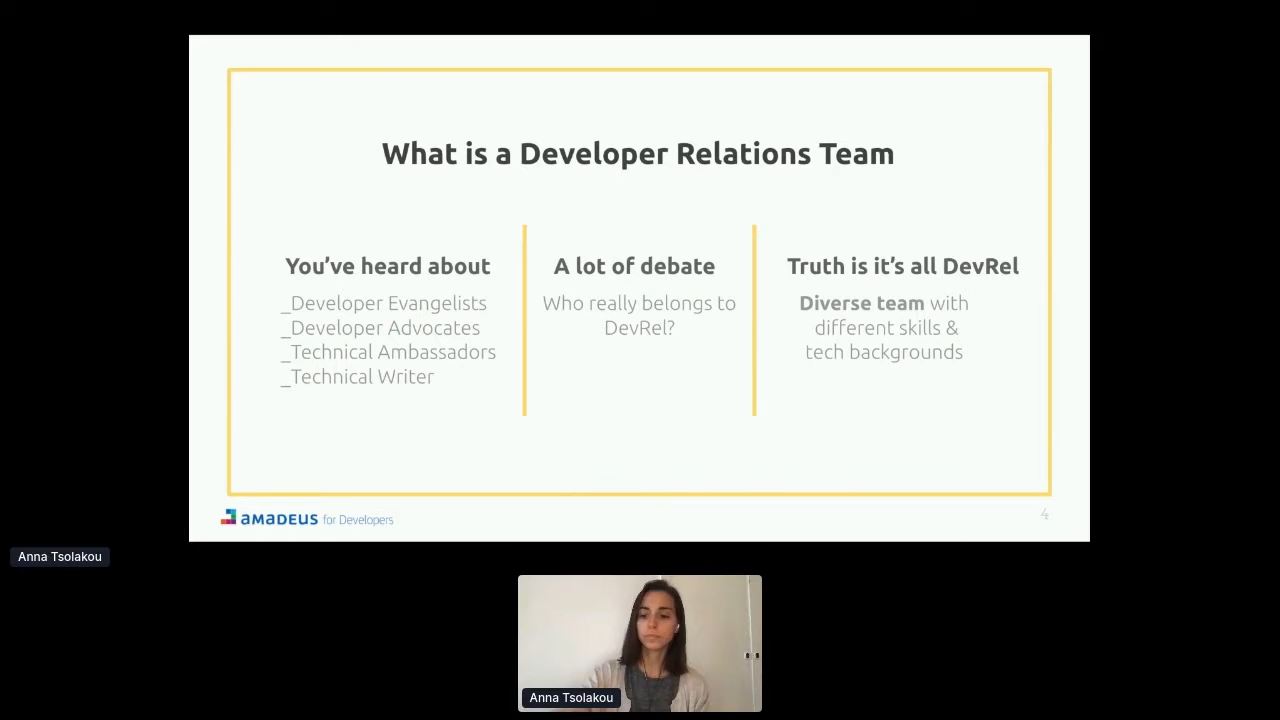 What is a Developer Relations Team
You’ve heard about
_Developer Evangelists
_Developer Advocates
_Technical Ambassadors
_Technical Writer
A lot of debate
Who really belongs to
DevRel?
Truth is it’s all DevRel
Diverse team with
different skills &
tech backgrounds
amadeus for Developers
4
Anna Tsolakou
Anna Tsolakou